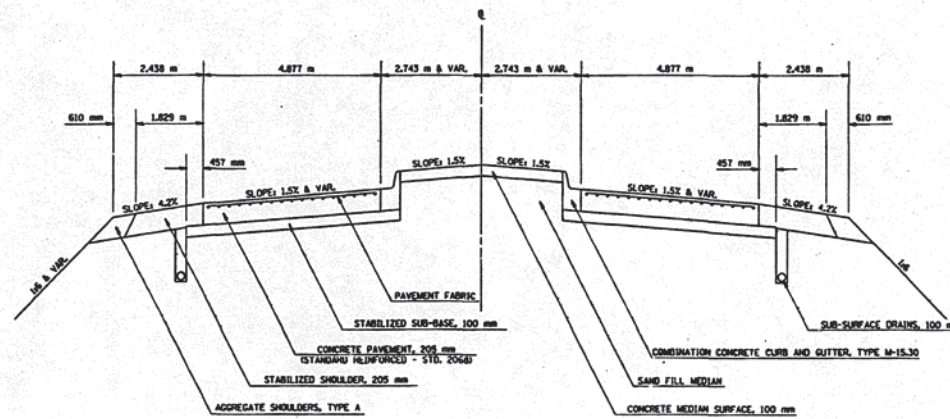 ℄
2.438 m 4.877 m 2.743 m & VAR. 2.743 m & VAR. 4.877 m 2.438 m
610 mm 1.829 m 1.829 m 610 mm
457 mm 457 mm
SLOPE: 1.5% SLOPE: 1.5%
SLOPE: 4.2% SLOPE: 1.5% & VAR. SLOPE: 1.5% & VAR. SLOPE: 4.2%
1:6 & VAR. 1:6
PAVEMENT FABRIC
STABILIZED SUB-BASE, 100 mm
SUB-SURFACE DRAINS, 100 m
CONCRETE PAVEMENT, 205 mm
(STANDARD REINFORCED - STD. 2068)
COMBINATION CONCRETE CURB AND GUTTER, TYPE M-15.30
STABILIZED SHOULDER, 205 mm
SAND FILL MEDIAN
AGGREGATE SHOULDERS, TYPE A
CONCRETE MEDIAN SURFACE, 100 mm